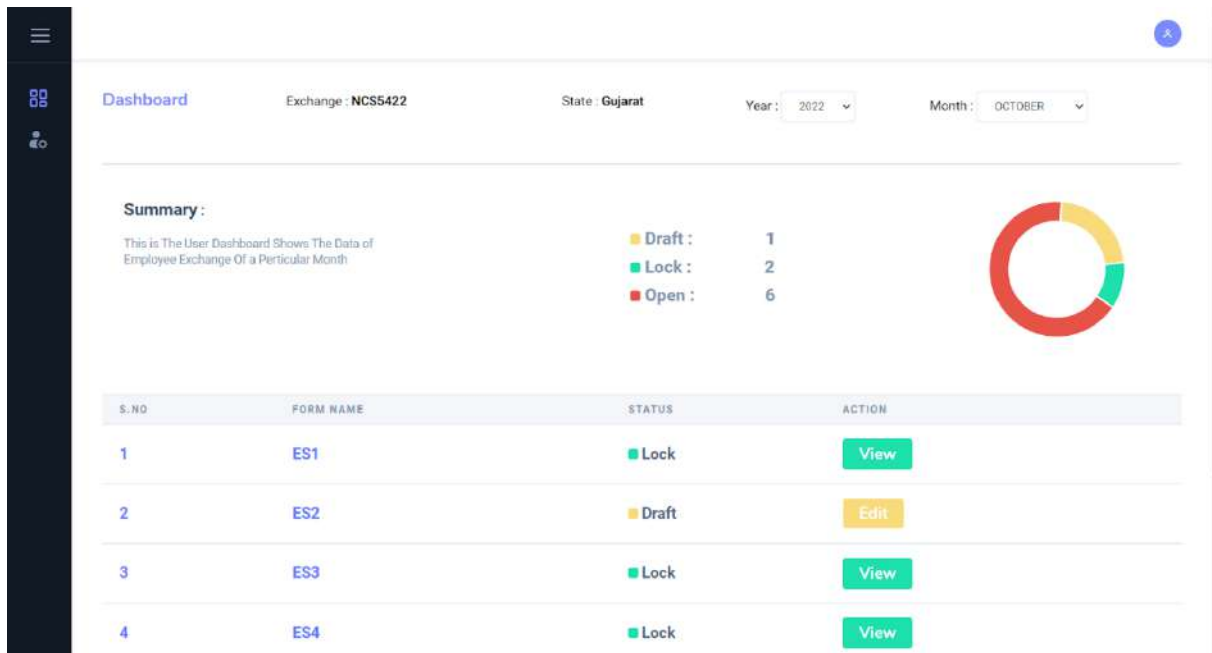 Dashboard Exchange : NCS5422 State : Gujarat Year : 2022 Month : OCTOBER
Summary :
This is The User Dashboard Shows The Data of
Employee Exchange Of a Perticular Month
Draft : 1
Lock : 2
Open : 6
S.NO FORM NAME STATUS ACTION
1 ES1 Lock View
2 ES2 Draft Edit
3 ES3 Lock View
4 ES4 Lock View